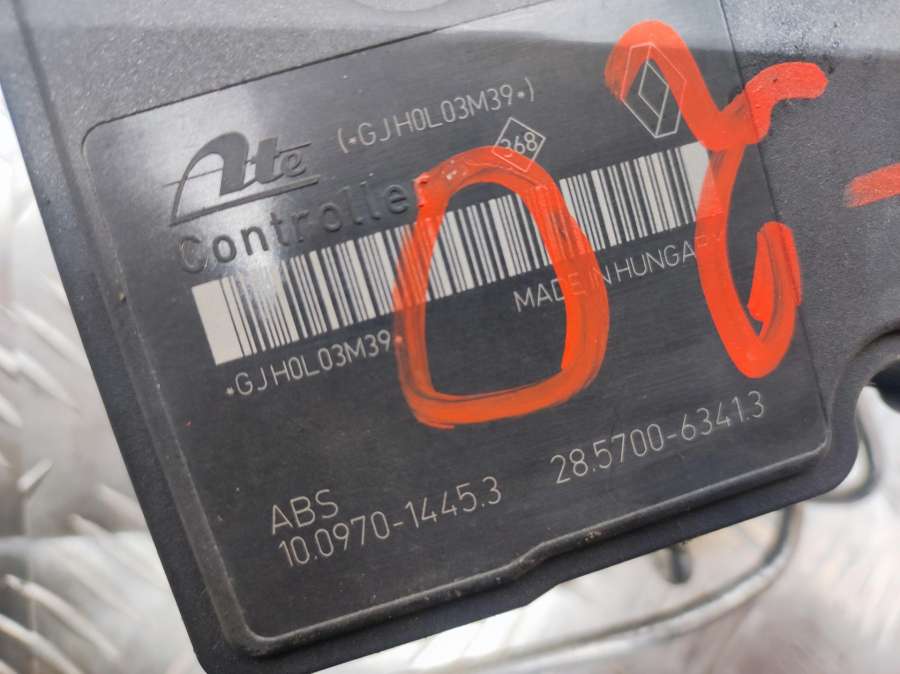 Ate (*GJH0L03M39*)
368
Controller
MADE IN HUNGARY
*GJH0L03M39
ABS
10.0970-1445.3 28.5700-6341.3